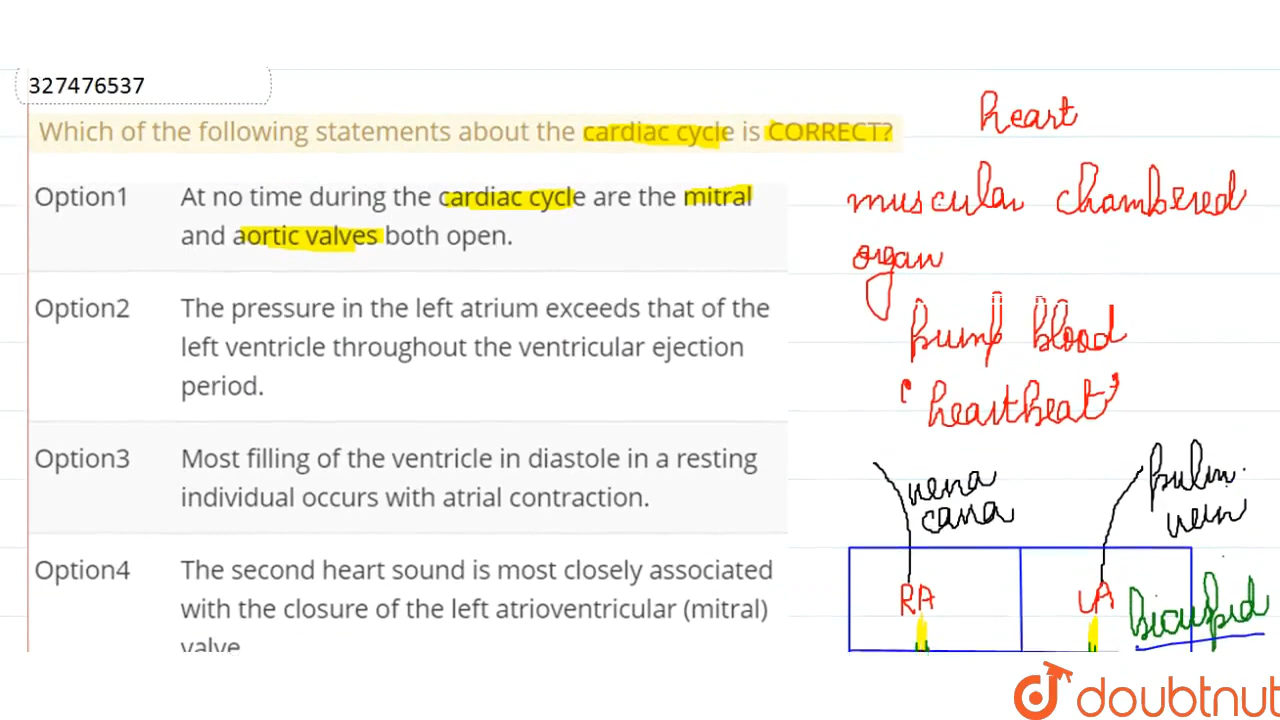 327476537
Which of the following statements about the cardiac cycle is CORRECT?
Option1 At no time during the cardiac cycle are the mitral
and aortic valves both open.
Option2 The pressure in the left atrium exceeds that of the
left ventricle throughout the ventricular ejection
period.
Option3 Most filling of the ventricle in diastole in a resting
individual occurs with atrial contraction.
Option4 The second heart sound is most closely associated
with the closure of the left atrioventricular (mitral)
valve
heart
muscular chambered
organ
pump blood
"heartbeat"
vena
cava
pulm.
vein
RA
LA
bicuspid
doubtnut